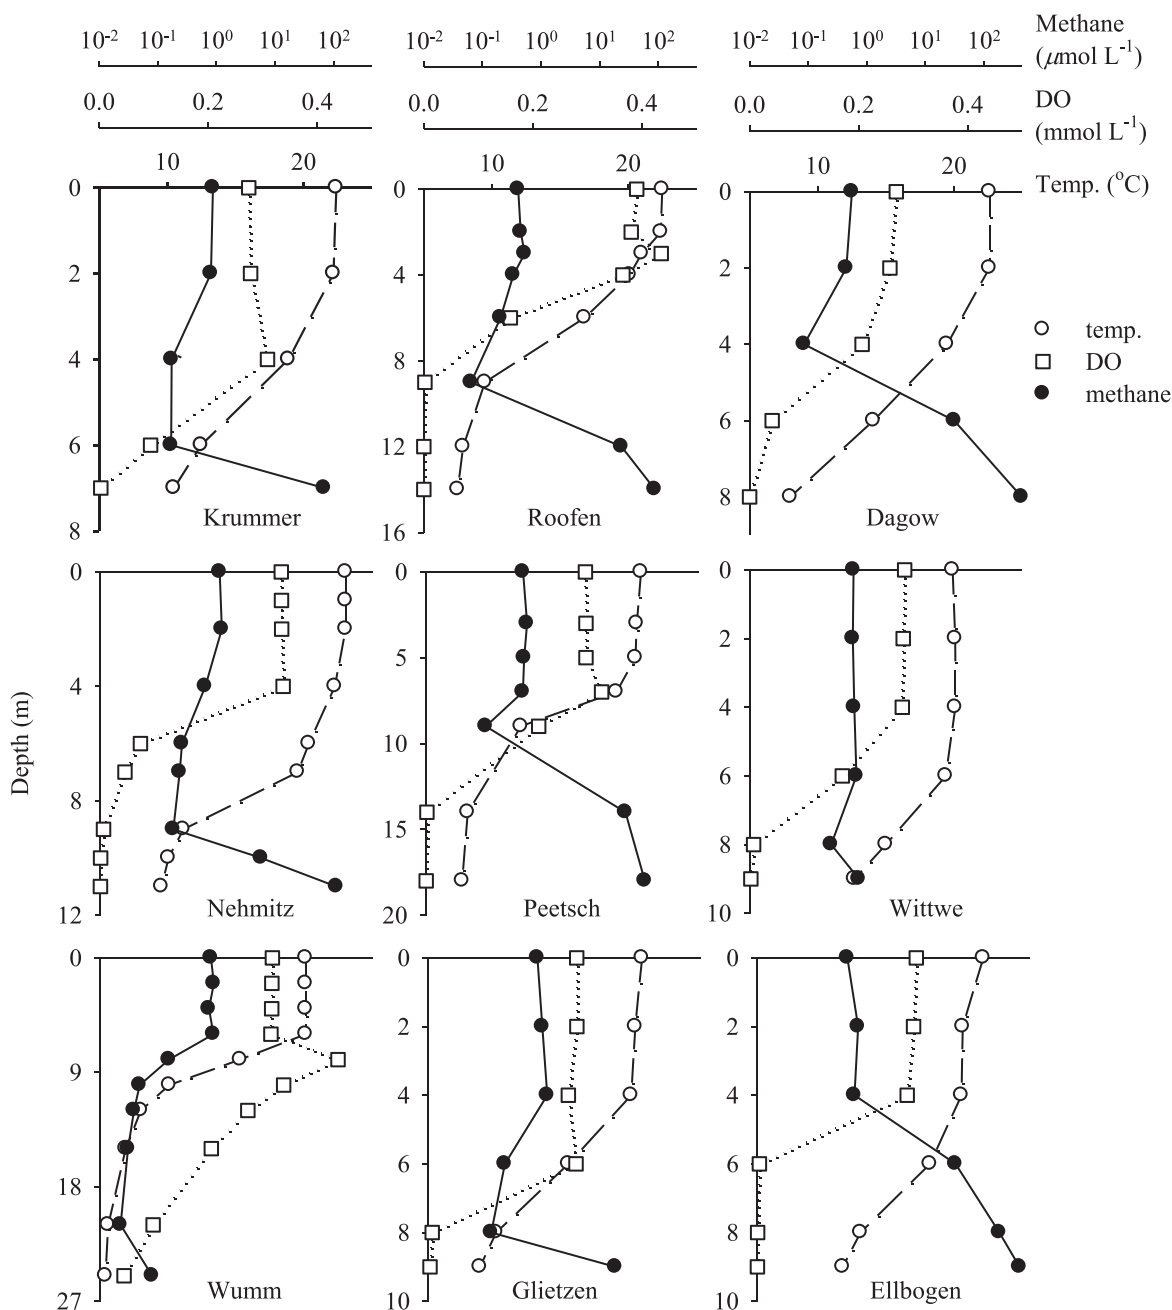 10-2 10-1 100 101 102 10-2 10-1 100 101 102 10-2 10-1 100 101 102 Methane
(μmol L-1)
0.0 0.2 0.4 0.0 0.2 0.4 0.0 0.2 0.4 DO
(mmol L-1)
10 20 10 20 10 20 Temp. (oC)
0 0 0
2 2
4 4 4
temp.
DO
methane
8
4
6 12 6
8 16 8
Krummer Roofen Dagow
Depth (m)
0 0 0
4 5 2
4
8 10 6
15 8
12 20 10
Nehmitz Peetsch Wittwe
0 0 0
9 2 2
4 4
18 6 6
8 8
27 10 10
Wumm Glietzen Ellbogen